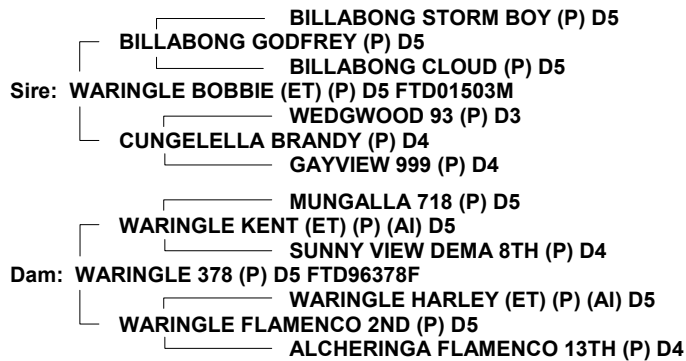 BILLABONG STORM BOY (P) D5
BILLABONG GODFREY (P) D5
BILLABONG CLOUD (P) D5
Sire: WARINGLE BOBBIE (ET) (P) D5 FTD01503M
WEDGWOOD 93 (P) D3
CUNGELELLA BRANDY (P) D4
GAYVIEW 999 (P) D4
MUNGALLA 718 (P) D5
WARINGLE KENT (ET) (P) (AI) D5
SUNNY VIEW DEMA 8TH (P) D4
Dam: WARINGLE 378 (P) D5 FTD96378F
WARINGLE HARLEY (ET) (P) (AI) D5
WARINGLE FLAMENCO 2ND (P) D5
ALCHERINGA FLAMENCO 13TH (P) D4